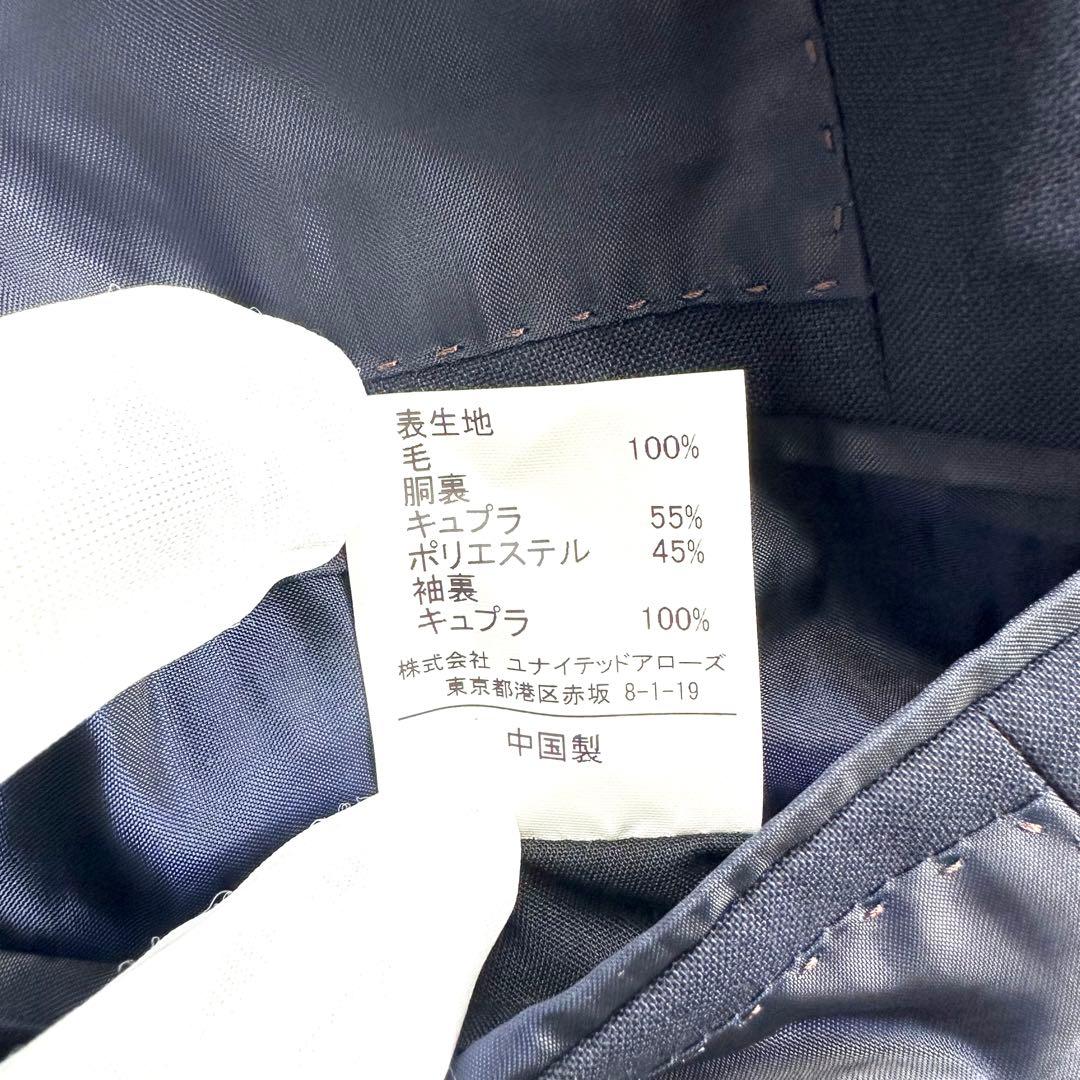 表生地
毛 100%
胴裏
キュプラ 55%
ポリエステル 45%
袖裏
キュプラ 100%
株式会社 ユナイテッドアローズ
東京都港区赤坂 8-1-19
中国製